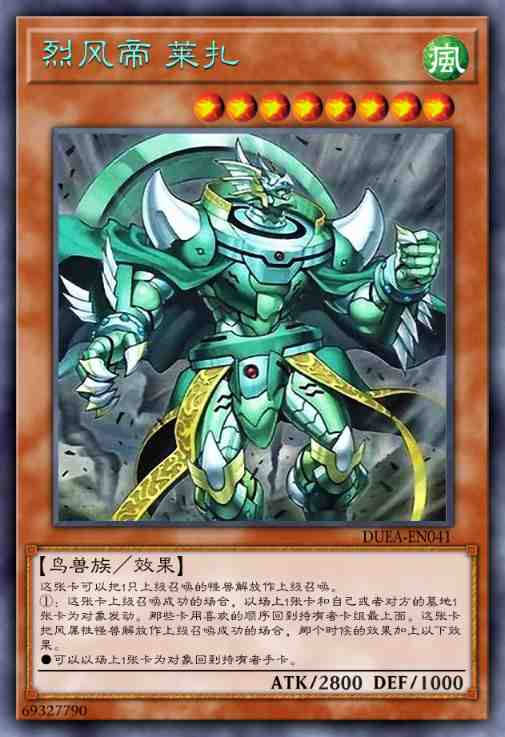 烈风帝 莱扎
風
DUEA-EN041
【鸟兽族／效果】
这张卡可以把1只上级召唤的怪兽解放作上级召唤。
①：这张卡上级召唤成功的场合，以场上1张卡和自己或者对方的墓地1
张卡为对象发动。那些卡用喜欢的顺序回到持有者卡组最上面。这张卡
把风属性怪兽解放作上级召唤成功的场合，那个时候的效果加上以下效
果。
●可以以场上1张卡为对象回到持有者手卡。
ATK/2800 DEF/1000
69327790